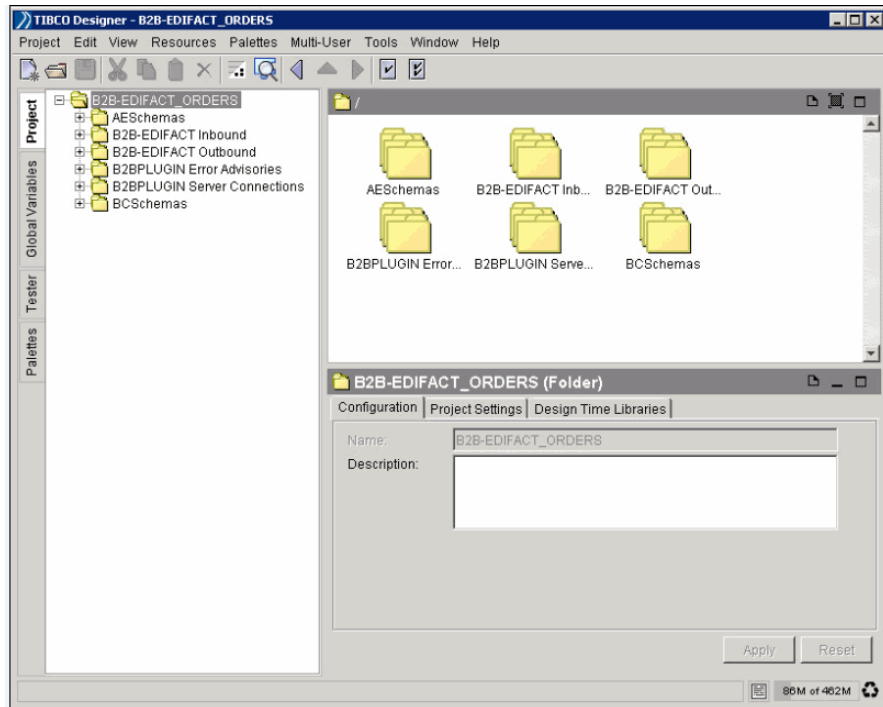 TIBCO Designer - B2B-EDIFACT_ORDERS
Project Edit View Resources Palettes Multi-User Tools Window Help
Project
Global Variables
Tester
Palettes
B2B-EDIFACT_ORDERS
AESchemas
B2B-EDIFACT Inbound
B2B-EDIFACT Outbound
B2BPLUGIN Error Advisories
B2BPLUGIN Server Connections
BCSchemas
/
AESchemas B2B-EDIFACT Inb... B2B-EDIFACT Out...
B2BPLUGIN Error... B2BPLUGIN Serve... BCSchemas
B2B-EDIFACT_ORDERS (Folder)
Configuration Project Settings Design Time Libraries
Name: B2B-EDIFACT_ORDERS
Description:
Apply Reset
86M of 462M